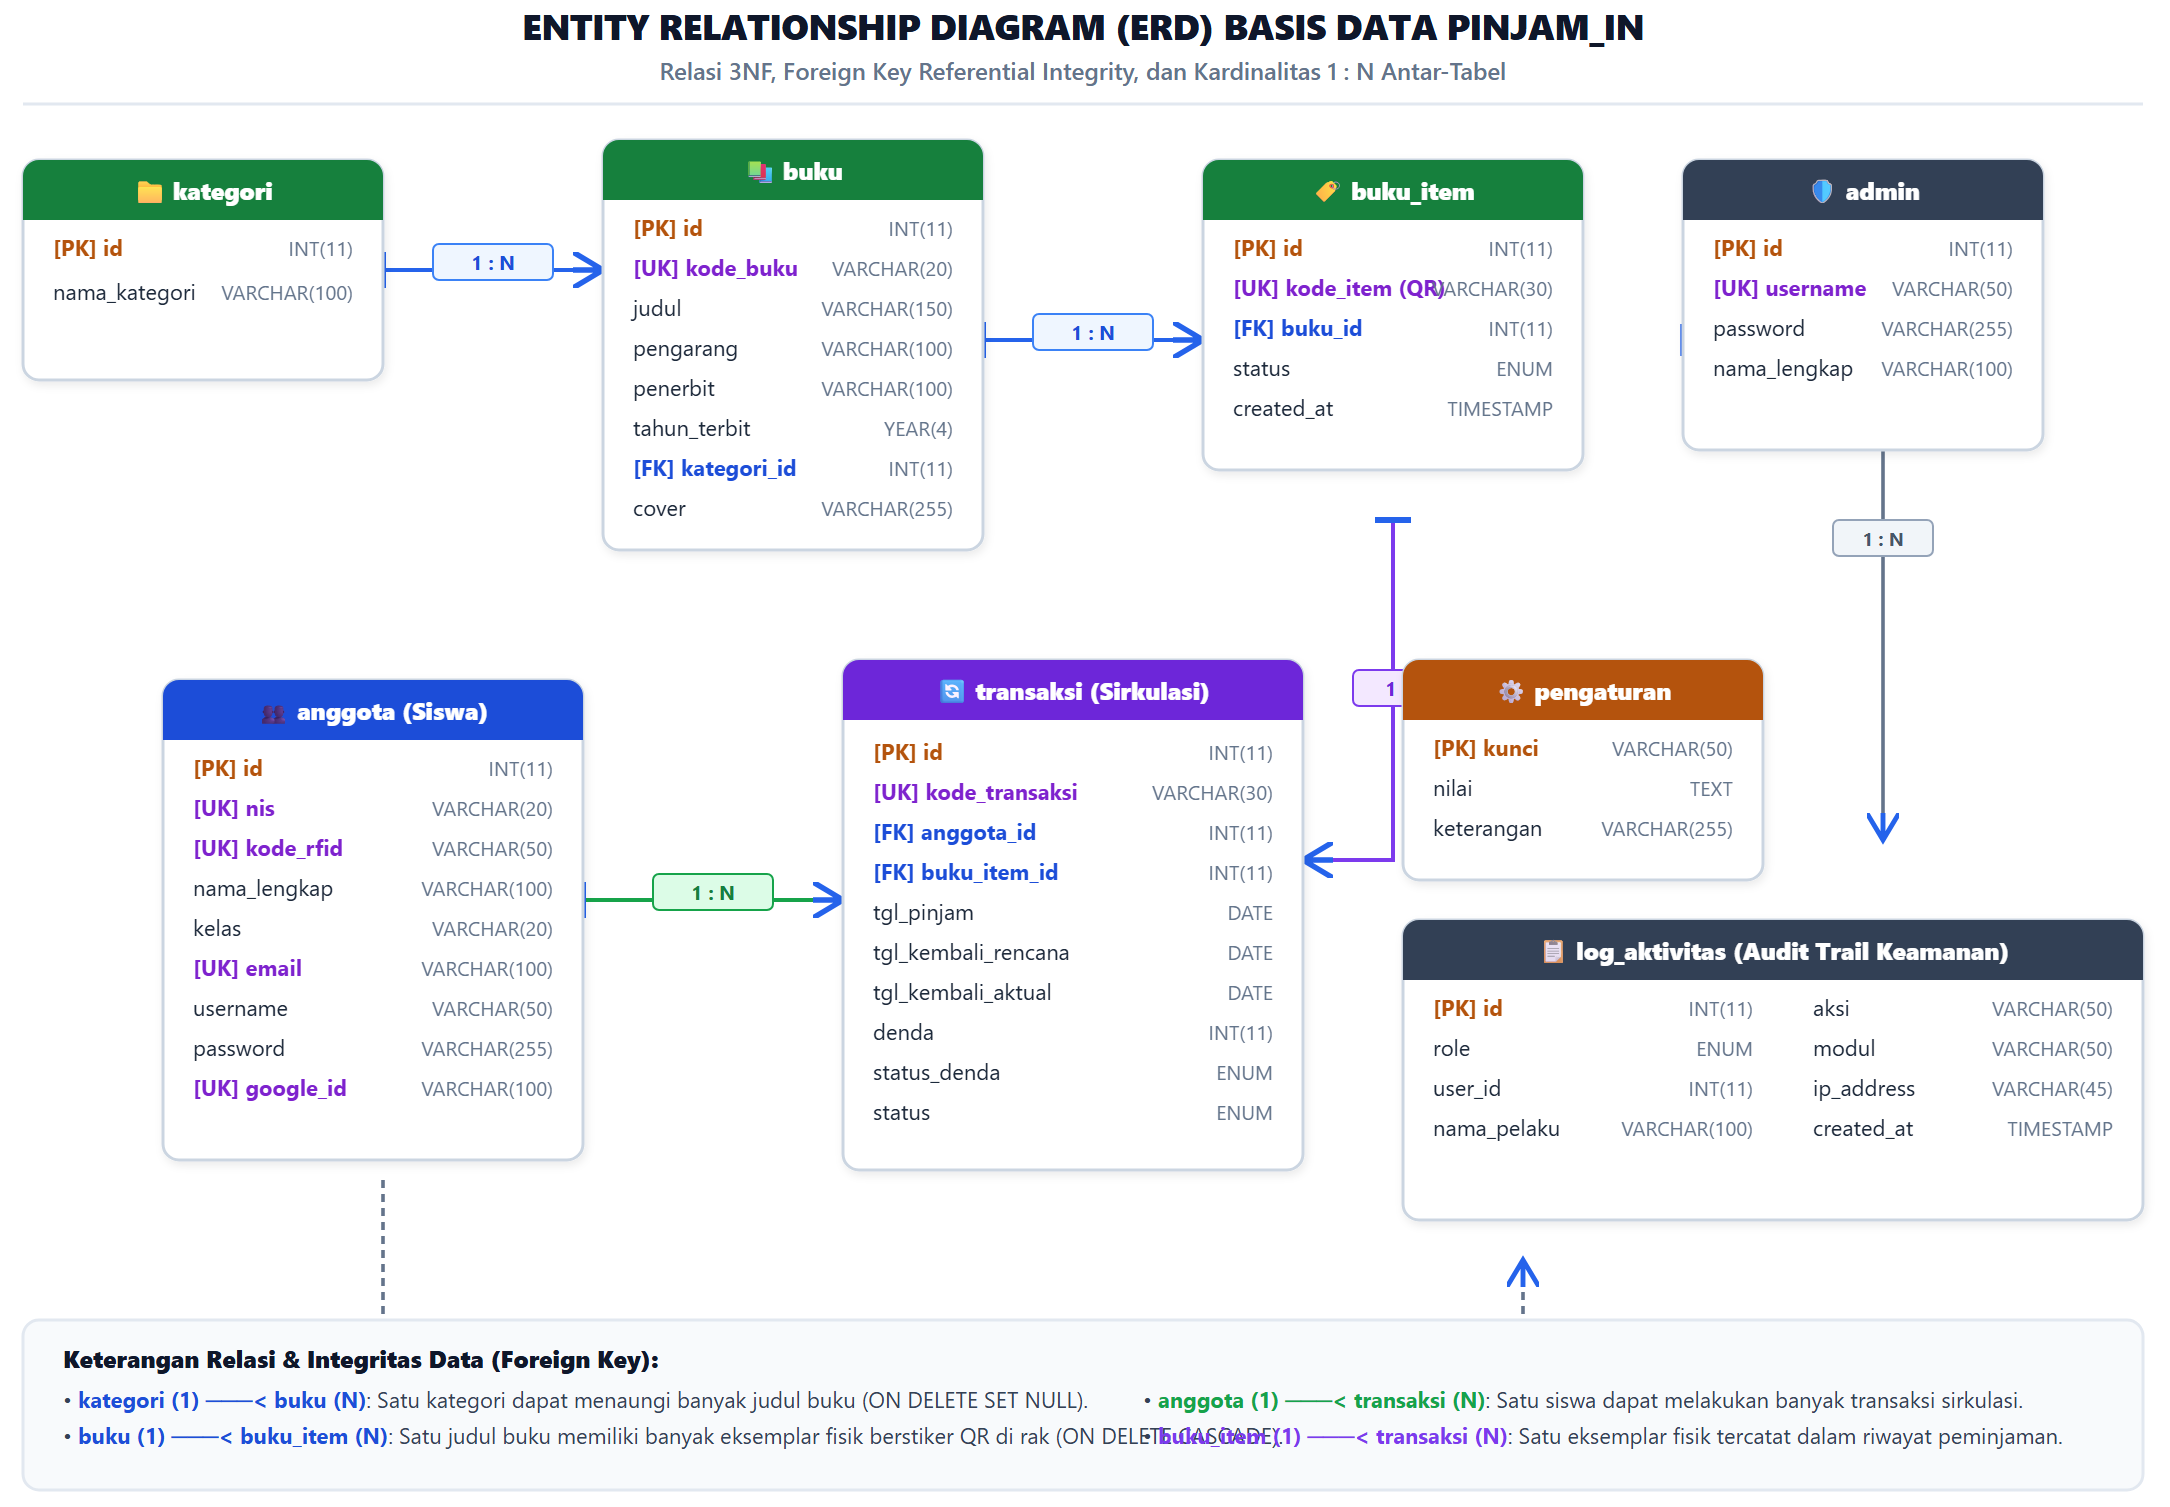 ENTITY RELATIONSHIP DIAGRAM (ERD) BASIS DATA PINJAM_IN
Relasi 3NF, Foreign Key Referential Integrity, dan Kardinalitas 1 : N Antar-Tabel
kategori
[PK] id INT(11)
nama_kategori VARCHAR(100)
1 : N
buku
[PK] id INT(11)
[UK] kode_buku VARCHAR(20)
judul VARCHAR(150)
pengarang VARCHAR(100)
penerbit VARCHAR(100)
tahun_terbit YEAR(4)
[FK] kategori_id INT(11)
cover VARCHAR(255)
1 : N
buku_item
[PK] id INT(11)
[UK] kode_item (QR) VARCHAR(30)
[FK] buku_id INT(11)
status ENUM
created_at TIMESTAMP
admin
[PK] id INT(11)
[UK] username VARCHAR(50)
password VARCHAR(255)
nama_lengkap VARCHAR(100)
1 : N
anggota (Siswa)
[PK] id INT(11)
[UK] nis VARCHAR(20)
[UK] kode_rfid VARCHAR(50)
nama_lengkap VARCHAR(100)
kelas VARCHAR(20)
[UK] email VARCHAR(100)
username VARCHAR(50)
password VARCHAR(255)
[UK] google_id VARCHAR(100)
1 : N
transaksi (Sirkulasi)
[PK] id INT(11)
[UK] kode_transaksi VARCHAR(30)
[FK] anggota_id INT(11)
[FK] buku_item_id INT(11)
tgl_pinjam DATE
tgl_kembali_rencana DATE
tgl_kembali_aktual DATE
denda INT(11)
status_denda ENUM
status ENUM
1
pengaturan
[PK] kunci VARCHAR(50)
nilai TEXT
keterangan VARCHAR(255)
log_aktivitas (Audit Trail Keamanan)
[PK] id INT(11) aksi VARCHAR(50)
role ENUM modul VARCHAR(50)
user_id INT(11) ip_address VARCHAR(45)
nama_pelaku VARCHAR(100) created_at TIMESTAMP
Keterangan Relasi & Integritas Data (Foreign Key):
• kategori (1) ───< buku (N): Satu kategori dapat menaungi banyak judul buku (ON DELETE SET NULL).
• buku (1) ───< buku_item (N): Satu judul buku memiliki banyak eksemplar fisik berstiker QR di rak (ON DELETE CASCADE).
• anggota (1) ───< transaksi (N): Satu siswa dapat melakukan banyak transaksi sirkulasi.
• buku_item (1) ───< transaksi (N): Satu eksemplar fisik tercatat dalam riwayat peminjaman.